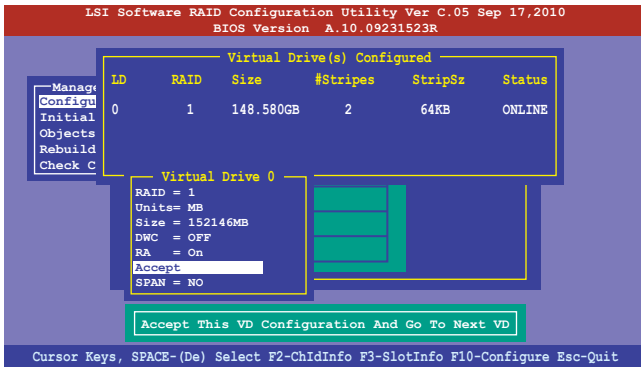 LSI Software RAID Configuration Utility Ver C.05 Sep 17,2010
BIOS Version A.10.09231523R
Virtual Drive(s) Configured
LD RAID Size #Stripes StripSz Status
0 1 148.580GB 2 64KB ONLINE
Manage
Configu
Initial
Objects
Rebuild
Check C
Virtual Drive 0
RAID = 1
Units= MB
Size = 152146MB
DWC = OFF
RA = On
Accept
SPAN = NO
Accept This VD Configuration And Go To Next VD
Cursor Keys, SPACE-(De) Select F2-ChIdInfo F3-SlotInfo F10-Configure Esc-Quit